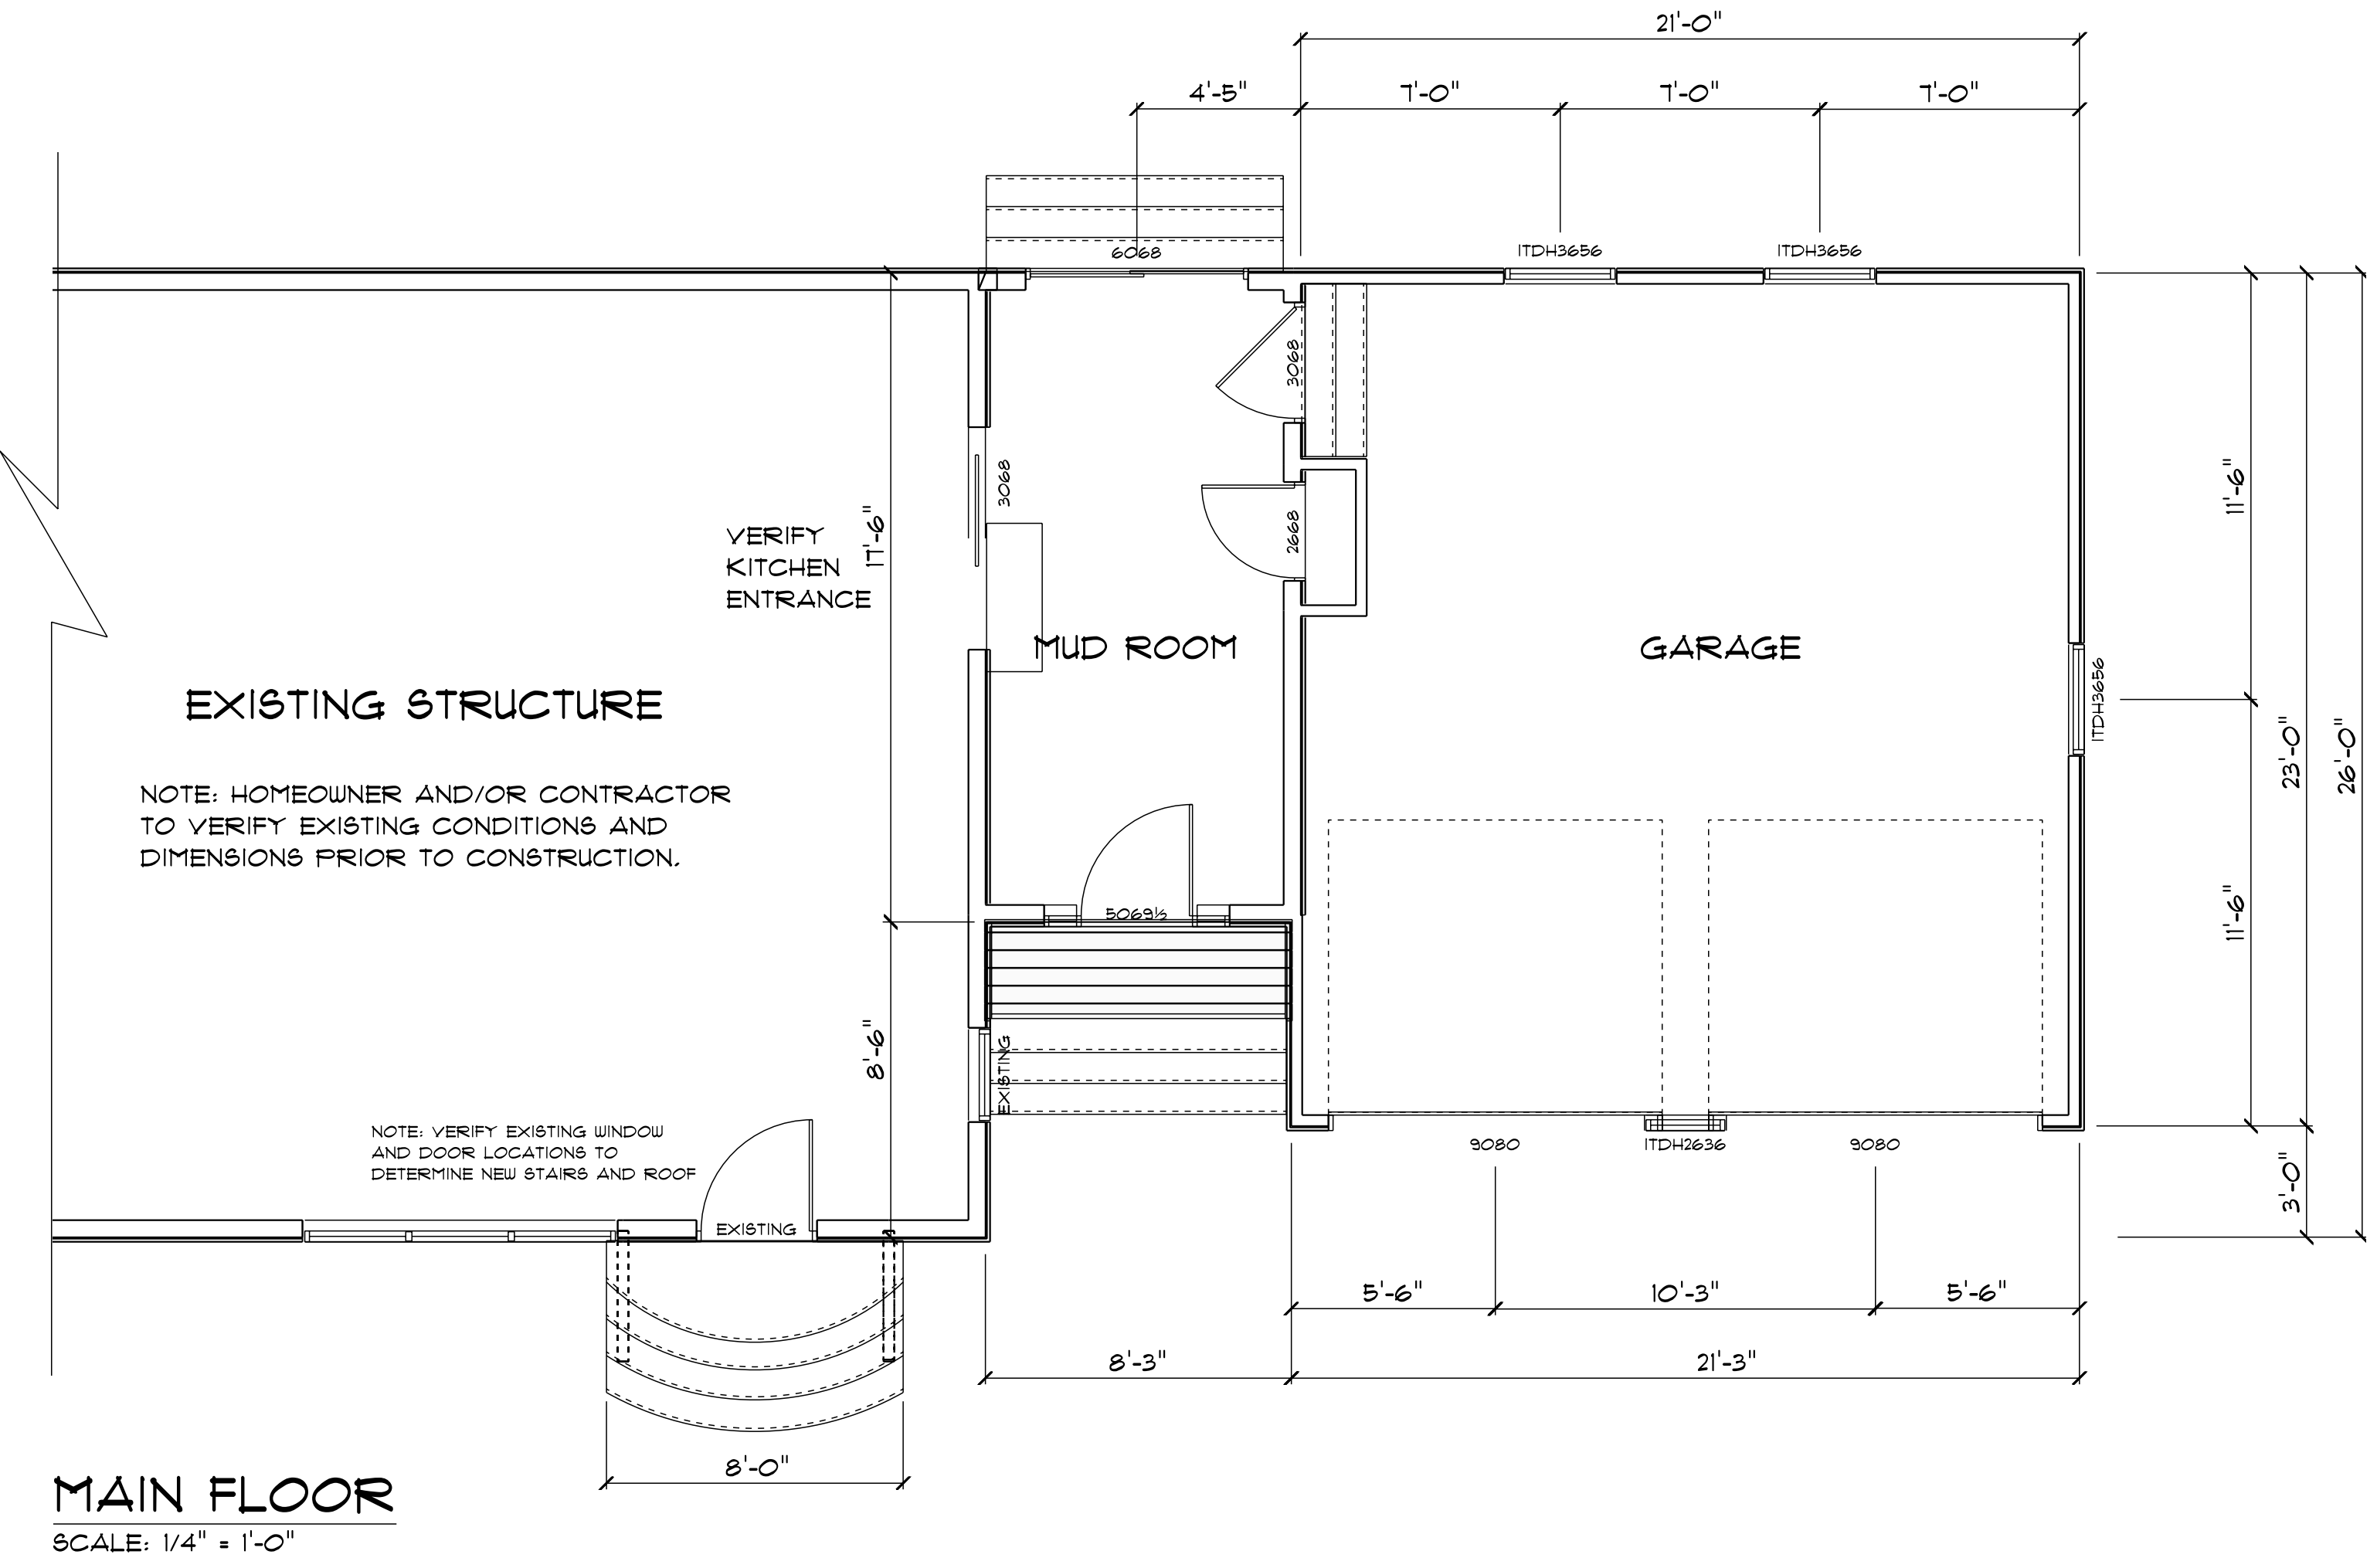 21'-0"
4'-5"
7'-0"
7'-0"
7'-0"
6068
ITDH3656
ITDH3656
3068
3068
2668
VERIFY
KITCHEN
ENTRANCE
17'-6"
11'-6"
MUD ROOM
GARAGE
ITDH3656
EXISTING STRUCTURE
23'-0"
26'-0"
NOTE: HOMEOWNER AND/OR CONTRACTOR
TO VERIFY EXISTING CONDITIONS AND
DIMENSIONS PRIOR TO CONSTRUCTION.
5069½
11'-6"
8'-6"
EXISTING
NOTE: VERIFY EXISTING WINDOW
AND DOOR LOCATIONS TO
DETERMINE NEW STAIRS AND ROOF
9080
ITDH2636
9080
3'-0"
EXISTING
5'-6"
10'-3"
5'-6"
8'-3"
21'-3"
8'-0"
MAIN FLOOR
SCALE: 1/4" = 1'-0"